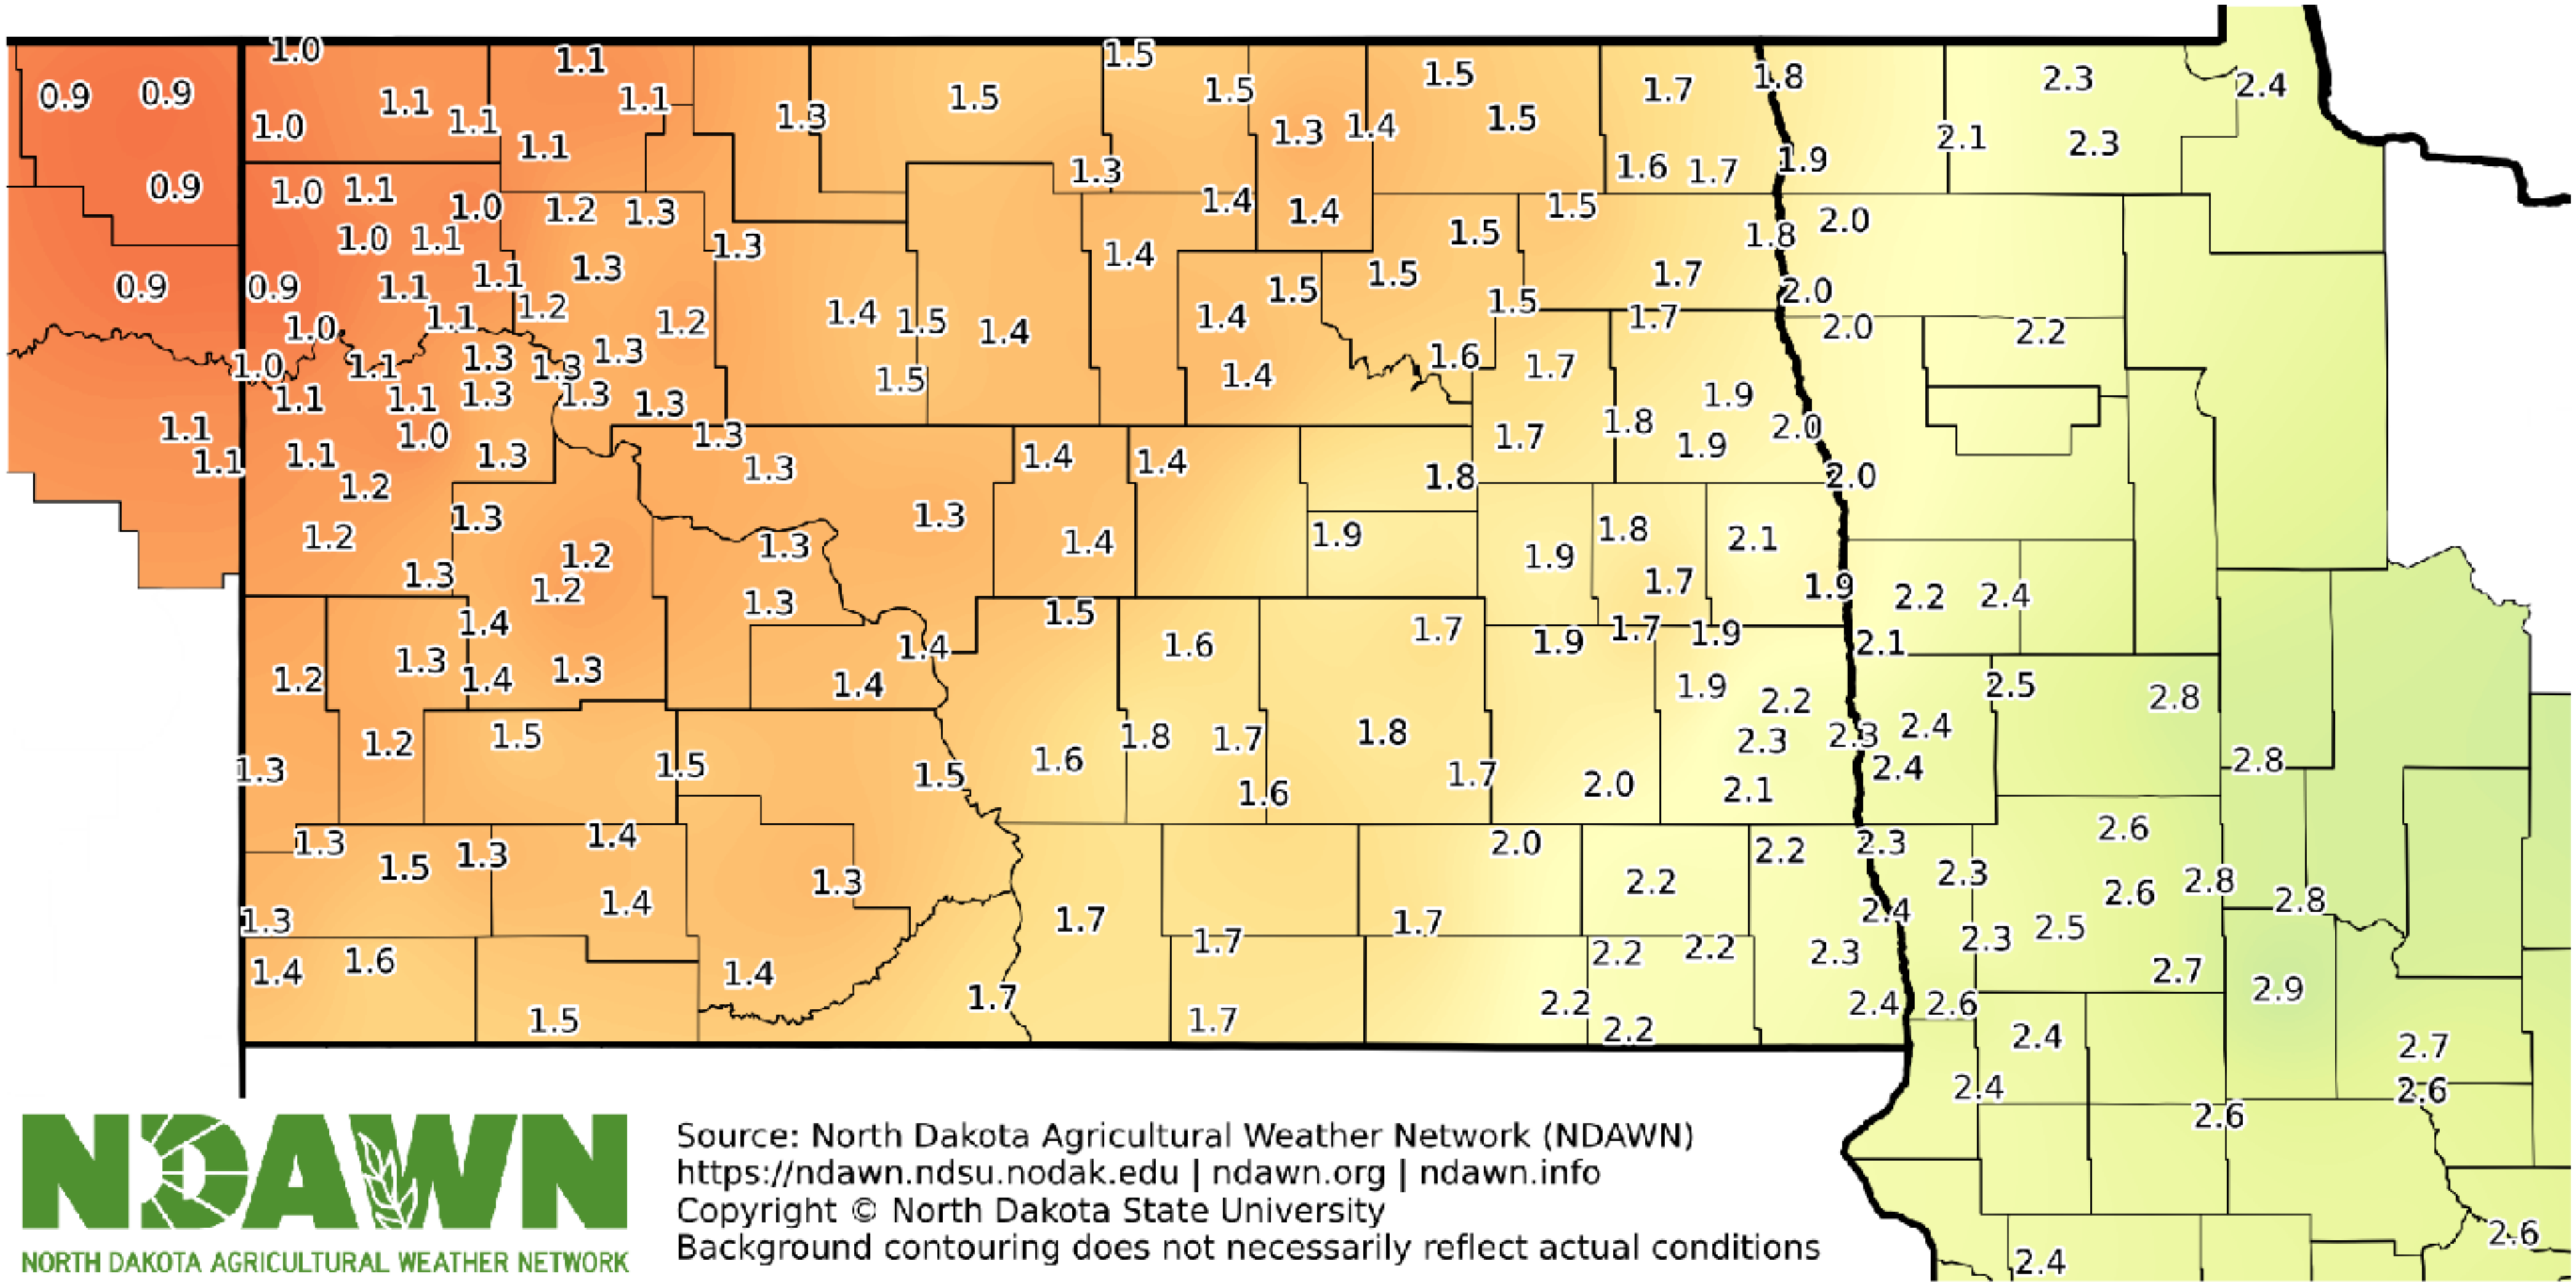 1.0 1.1 1.5
0.9 0.9 1.1 1.1 1.5 1.5 1.5 1.7 1.8 2.3 2.4
1.0 1.1 1.1 1.3 1.3 1.4 1.5 2.1 2.3
0.9 1.0 1.1 1.3 1.6 1.7 1.9
1.0 1.2 1.3 1.4 1.4 1.5 1.8 2.0
1.0 1.1 1.3 1.4 1.5
0.9 0.9 1.1 1.1 1.3 1.5 1.5 1.7 2.0
1.0 1.1 1.2 1.2 1.4 1.5 1.4 1.4 1.5 1.7 2.0 2.2
1.0 1.1 1.3 1.3 1.3 1.5 1.4 1.6 1.7
1.1 1.1 1.3 1.3 1.3 1.9
1.1 1.0 1.3 1.7 1.8 1.9 2.0
1.1 1.1 1.3 1.3 1.4 1.4 1.8 2.0
1.2 1.3 1.3
1.2 1.2 1.3 1.4 1.9 1.9 1.8 2.1
1.3 1.2 1.3 1.7 1.9 2.2 2.4
1.4 1.5 1.7 1.9 1.7 1.9 2.1
1.3 1.4 1.6
1.2 1.4 1.3 1.4 1.9 2.2 2.5 2.8
1.2 1.5 1.6 1.8 1.7 1.8 2.3 2.3 2.4
1.3 1.5 1.5 1.6 1.7 2.0 2.1 2.4 2.8
1.3 1.5 1.3 1.4 2.0 2.2 2.3 2.6
1.4 1.3 2.2 2.3 2.6 2.8 2.8
1.3 1.7 1.7 1.7 2.4 2.3 2.5
1.4 1.6 1.4 2.2 2.2 2.3 2.7
1.5 1.7 1.7 2.2 2.2 2.4 2.6 2.9
2.4 2.7
2.4 2.6
2.6
2.6
2.4
NDAWN
NORTH DAKOTA AGRICULTURAL WEATHER NETWORK
Source: North Dakota Agricultural Weather Network (NDAWN)
https://ndawn.ndsu.nodak.edu | ndawn.org | ndawn.info
Copyright © North Dakota State University
Background contouring does not necessarily reflect actual conditions